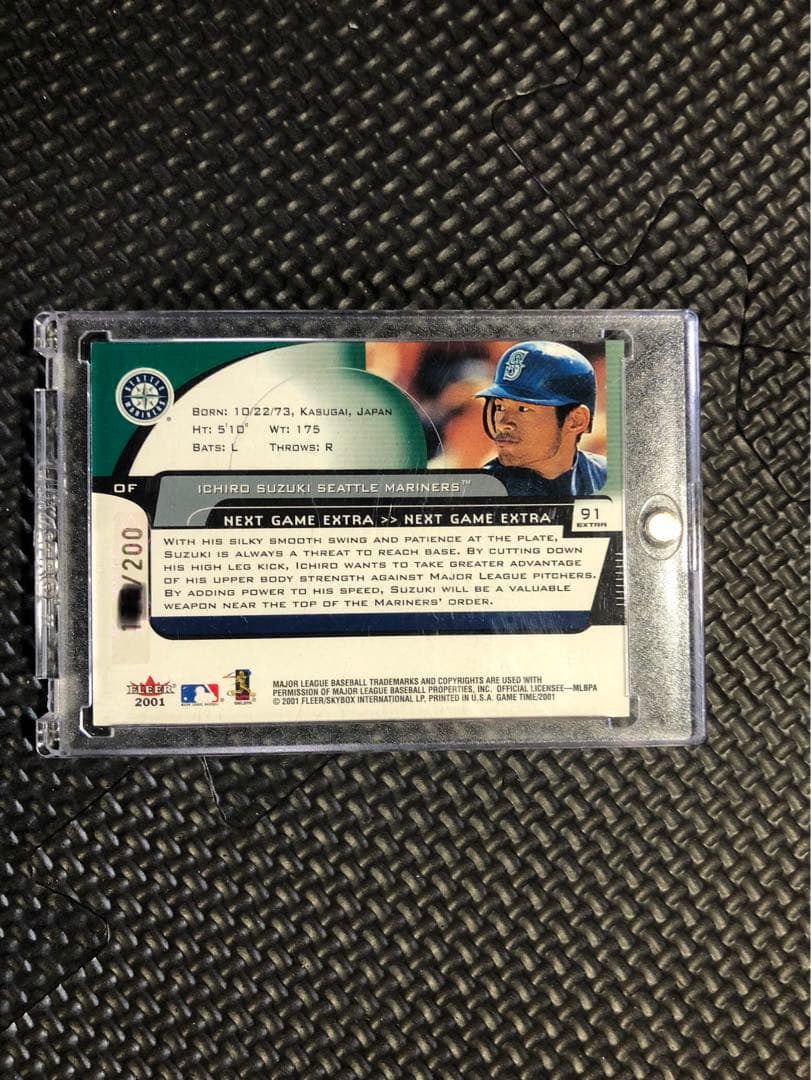 SEATTLE
MARINERS
BORN: 10/22/73, KASUGAI, JAPAN
HT: 5'10" WT: 175
BATS: L THROWS: R
S
OF
ICHIRO SUZUKI SEATTLE MARINERS™
NEXT GAME EXTRA >> NEXT GAME EXTRA
91
EXTRA
/200
WITH HIS SILKY SMOOTH SWING AND PATIENCE AT THE PLATE,
SUZUKI IS ALWAYS A THREAT TO REACH BASE. BY CUTTING DOWN
HIS HIGH LEG KICK, ICHIRO WANTS TO TAKE GREATER ADVANTAGE
OF HIS UPPER BODY STRENGTH AGAINST MAJOR LEAGUE PITCHERS.
BY ADDING POWER TO HIS SPEED, SUZUKI WILL BE A VALUABLE
WEAPON NEAR THE TOP OF THE MARINERS' ORDER.
FLEER
2001
MAJOR LEAGUE BASEBALL TRADEMARKS AND COPYRIGHTS ARE USED WITH
PERMISSION OF MAJOR LEAGUE BASEBALL PROPERTIES, INC. OFFICIAL LICENSEE—MLBPA
© 2001 FLEER/SKYBOX INTERNATIONAL LP, PRINTED IN U.S.A. GAME TIME/2001